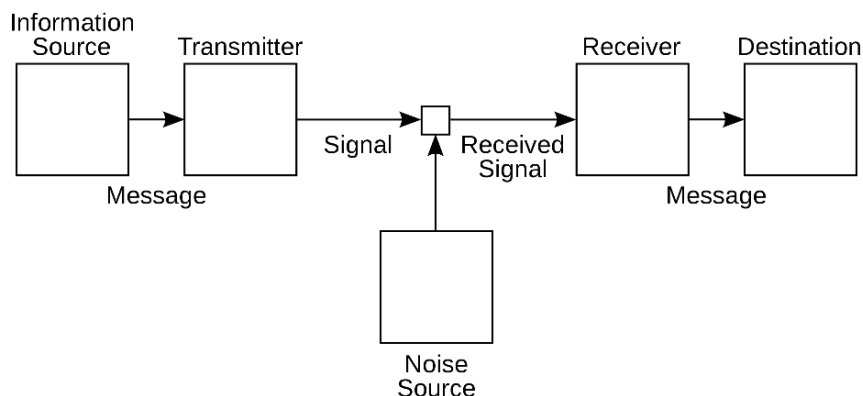 Information
Source
Transmitter
Receiver
Destination
Signal
Received
Signal
Message
Message
Noise
Source